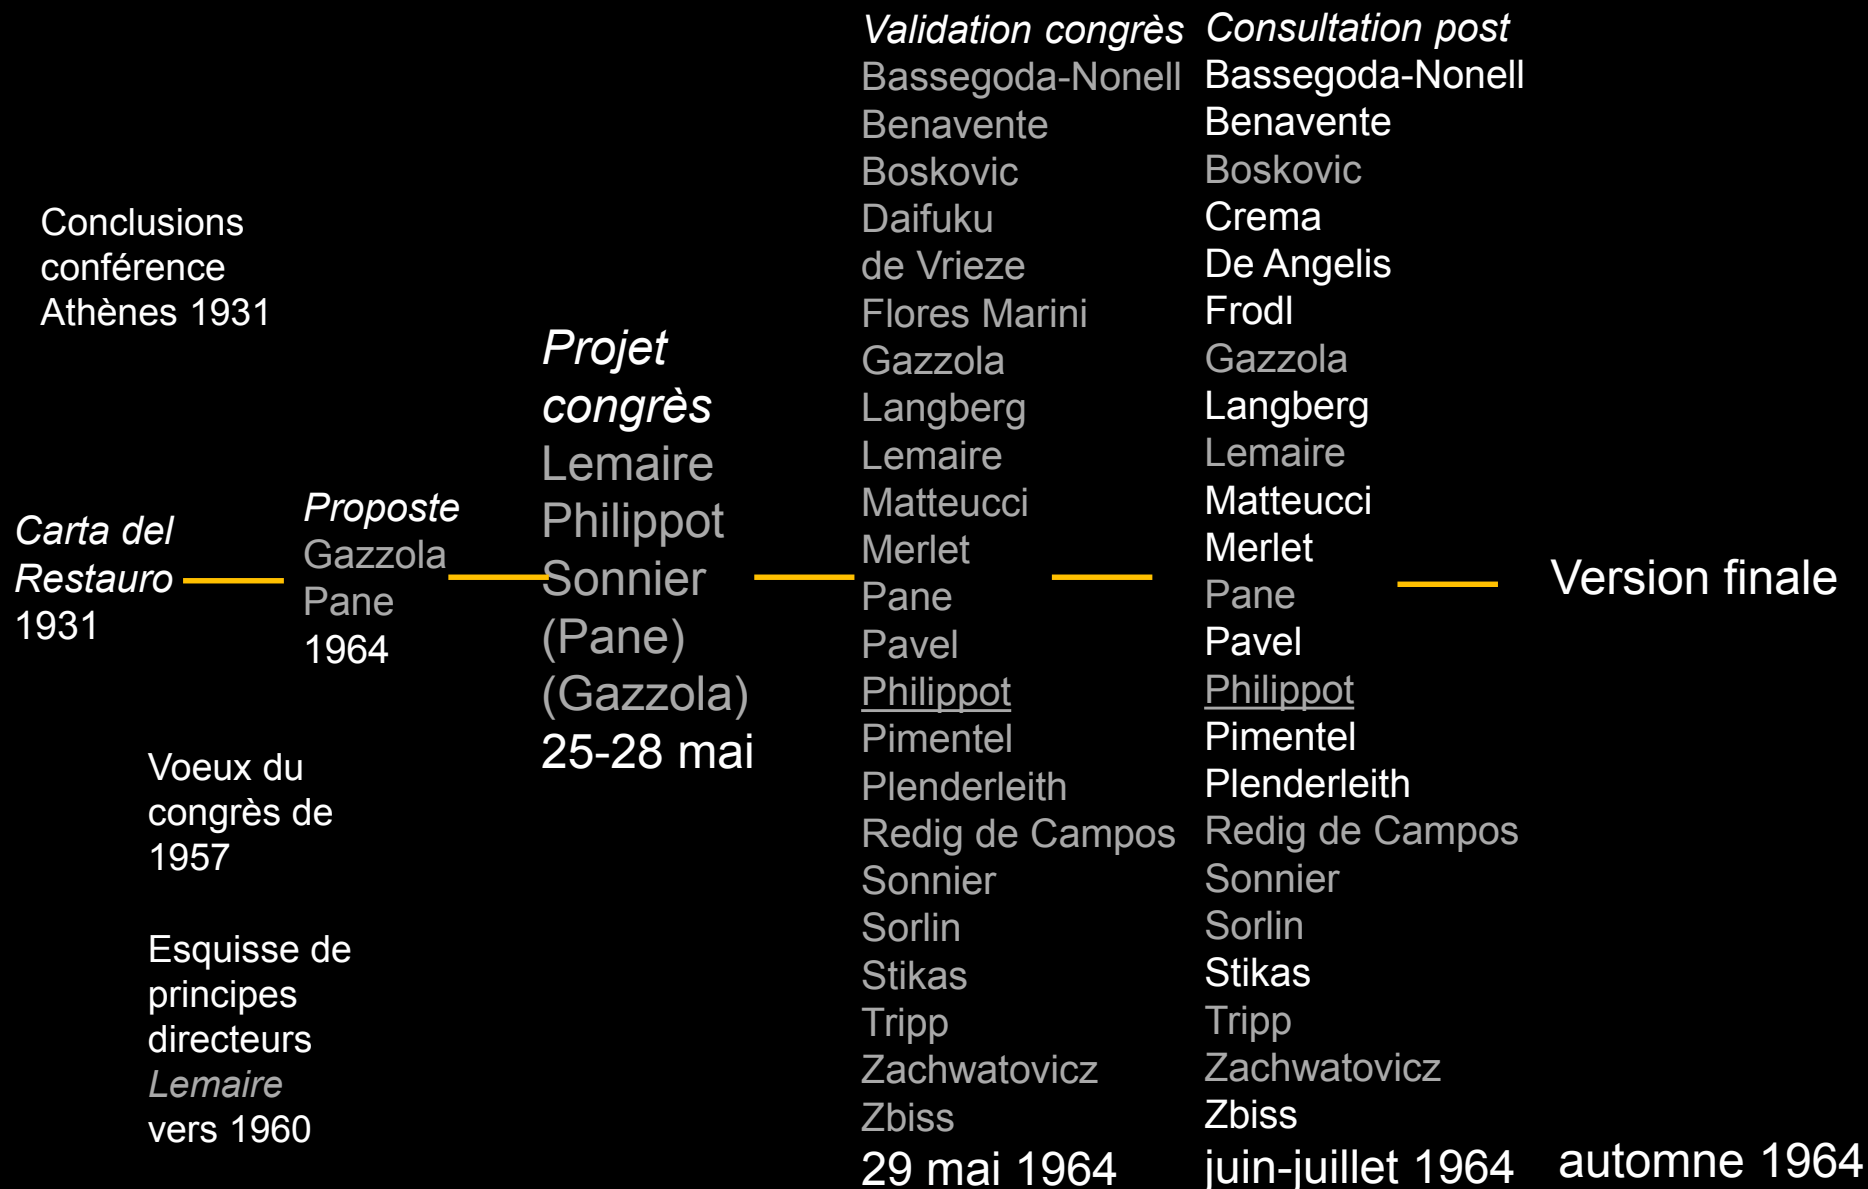 Conclusions
conférence
Athènes 1931
Carta del
Restauro
1931
Voeux du
congrès de
1957
Esquisse de
principes
directeurs
Lemaire
vers 1960
Proposte
Gazzola
Pane
1964
Projet
congrès
Lemaire
Philippot
Sonnier
(Pane)
(Gazzola)
25-28 mai
Validation congrès
Bassegoda-Nonell
Benavente
Boskovic
Daifuku
de Vrieze
Flores Marini
Gazzola
Langberg
Lemaire
Matteucci
Merlet
Pane
Pavel
Philippot
Pimentel
Plenderleith
Redig de Campos
Sonnier
Sorlin
Stikas
Tripp
Zachwatovicz
Zbiss
29 mai 1964
Consultation post
Bassegoda-Nonell
Benavente
Boskovic
Crema
De Angelis
Frodl
Gazzola
Langberg
Lemaire
Matteucci
Merlet
Pane
Pavel
Philippot
Pimentel
Plenderleith
Redig de Campos
Sonnier
Sorlin
Stikas
Tripp
Zachwatovicz
Zbiss
juin-juillet 1964
Version finale
automne 1964